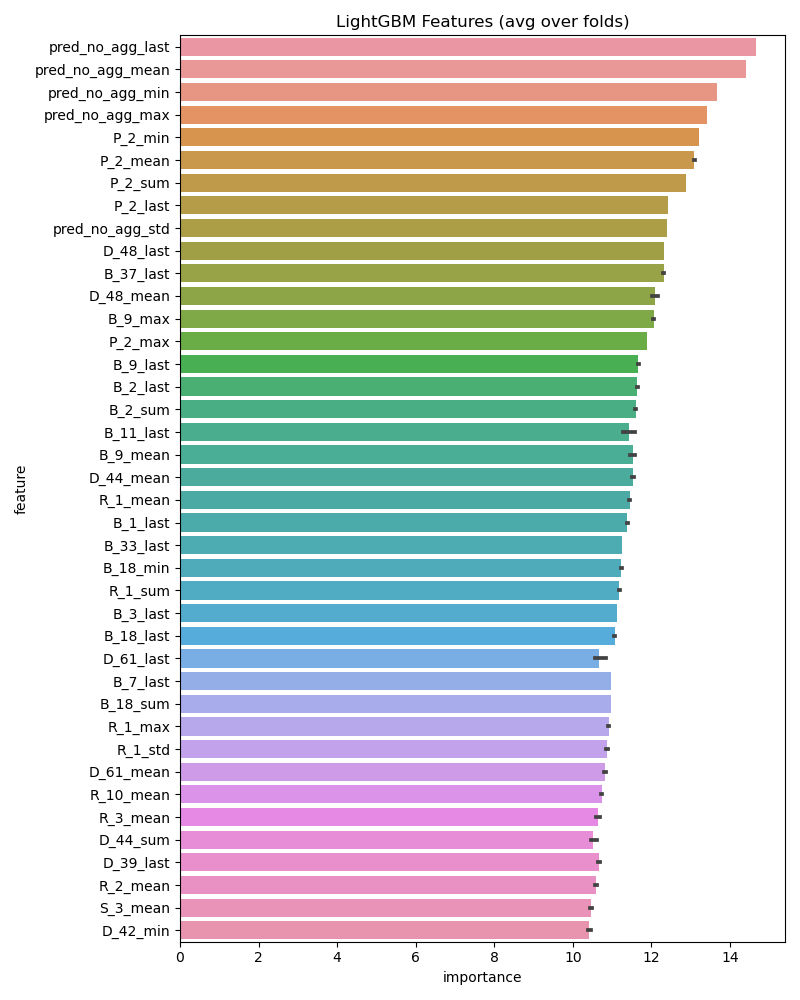 LightGBM Features (avg over folds)
pred_no_agg_last
pred_no_agg_mean
pred_no_agg_min
pred_no_agg_max
P_2_min
P_2_mean
P_2_sum
P_2_last
pred_no_agg_std
D_48_last
B_37_last
D_48_mean
B_9_max
P_2_max
B_9_last
B_2_last
B_2_sum
B_11_last
B_9_mean
D_44_mean
R_1_mean
B_1_last
B_33_last
B_18_min
R_1_sum
B_3_last
B_18_last
D_61_last
B_7_last
B_18_sum
R_1_max
R_1_std
D_61_mean
R_10_mean
R_3_mean
D_44_sum
D_39_last
R_2_mean
S_3_mean
D_42_min
feature
0 2 4 6 8 10 12 14
importance